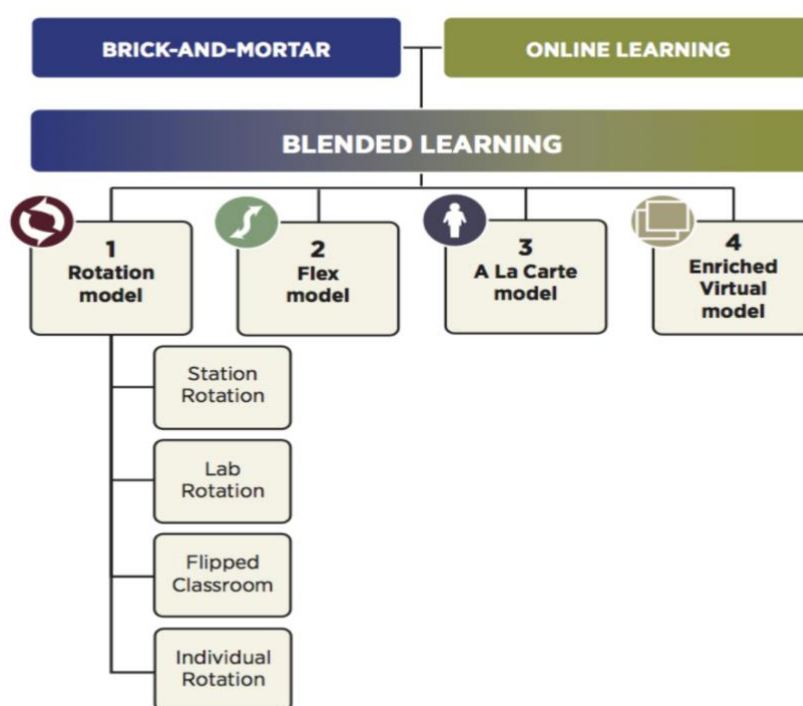 BRICK-AND-MORTAR
ONLINE LEARNING
BLENDED LEARNING
1
Rotation
model
2
Flex
model
3
A La Carte
model
4
Enriched
Virtual
model
Station
Rotation
Lab
Rotation
Flipped
Classroom
Individual
Rotation